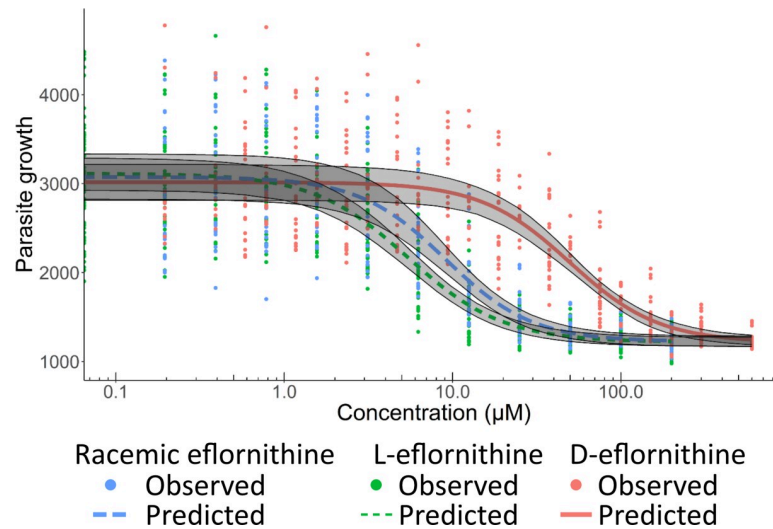 Parasite growth
4000
3000
2000
1000
0.1 1.0 10.0 100.0
Concentration (µM)
Racemic eflornithine L-eflornithine D-eflornithine
Observed Observed Observed
Predicted Predicted Predicted